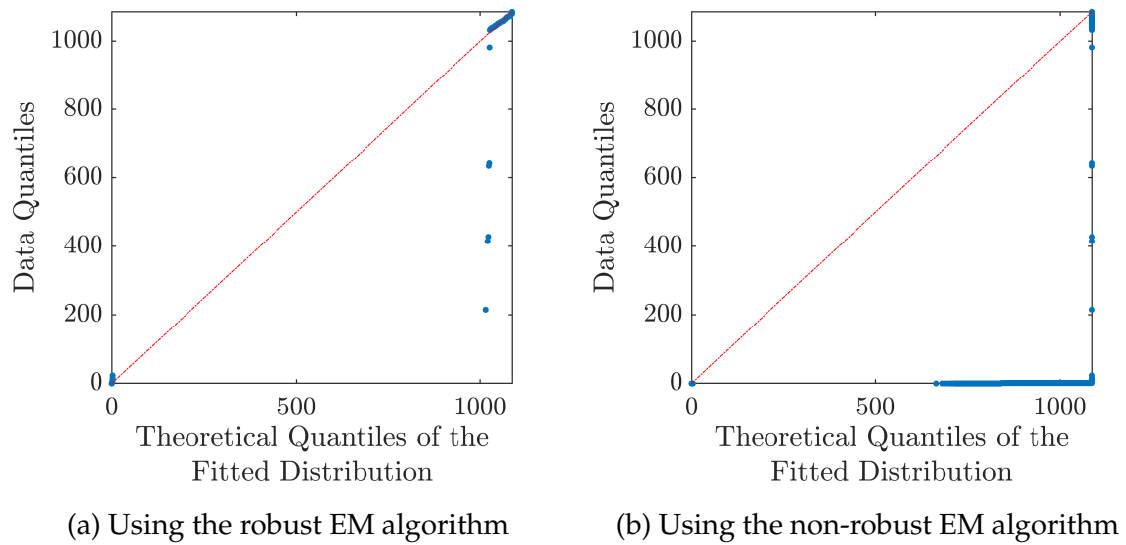 1000
800
600
400
200
0
Data Quantiles
0
500
1000
Theoretical Quantiles of the
Fitted Distribution
(a) Using the robust EM algorithm
1000
800
600
400
200
0
Data Quantiles
0
500
1000
Theoretical Quantiles of the
Fitted Distribution
(b) Using the non-robust EM algorithm